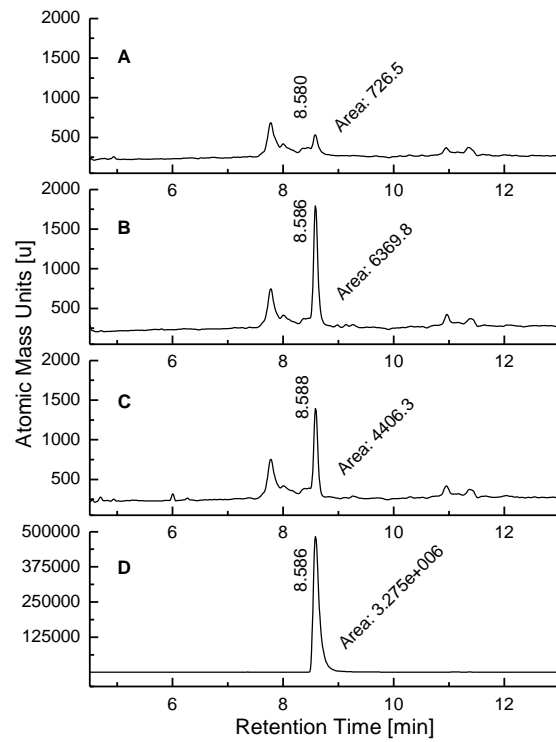 2000
1500
1000
500
A
8.580
Area: 726.5
6 8 10 12
2000
1500
1000
500
B
8.586
Area: 6369.8
6 8 10 12
2000
1500
1000
500
C
8.588
Area: 4406.3
6 8 10 12
500000
375000
250000
125000
D
8.586
Area: 3.275e+006
6 8 10 12
Atomic Mass Units [u]
Retention Time [min]